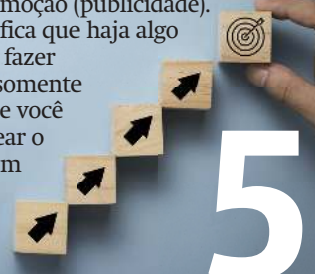 moção (publicidade).
fica que haja algo
fazer
somente
e você
ear o
m
5